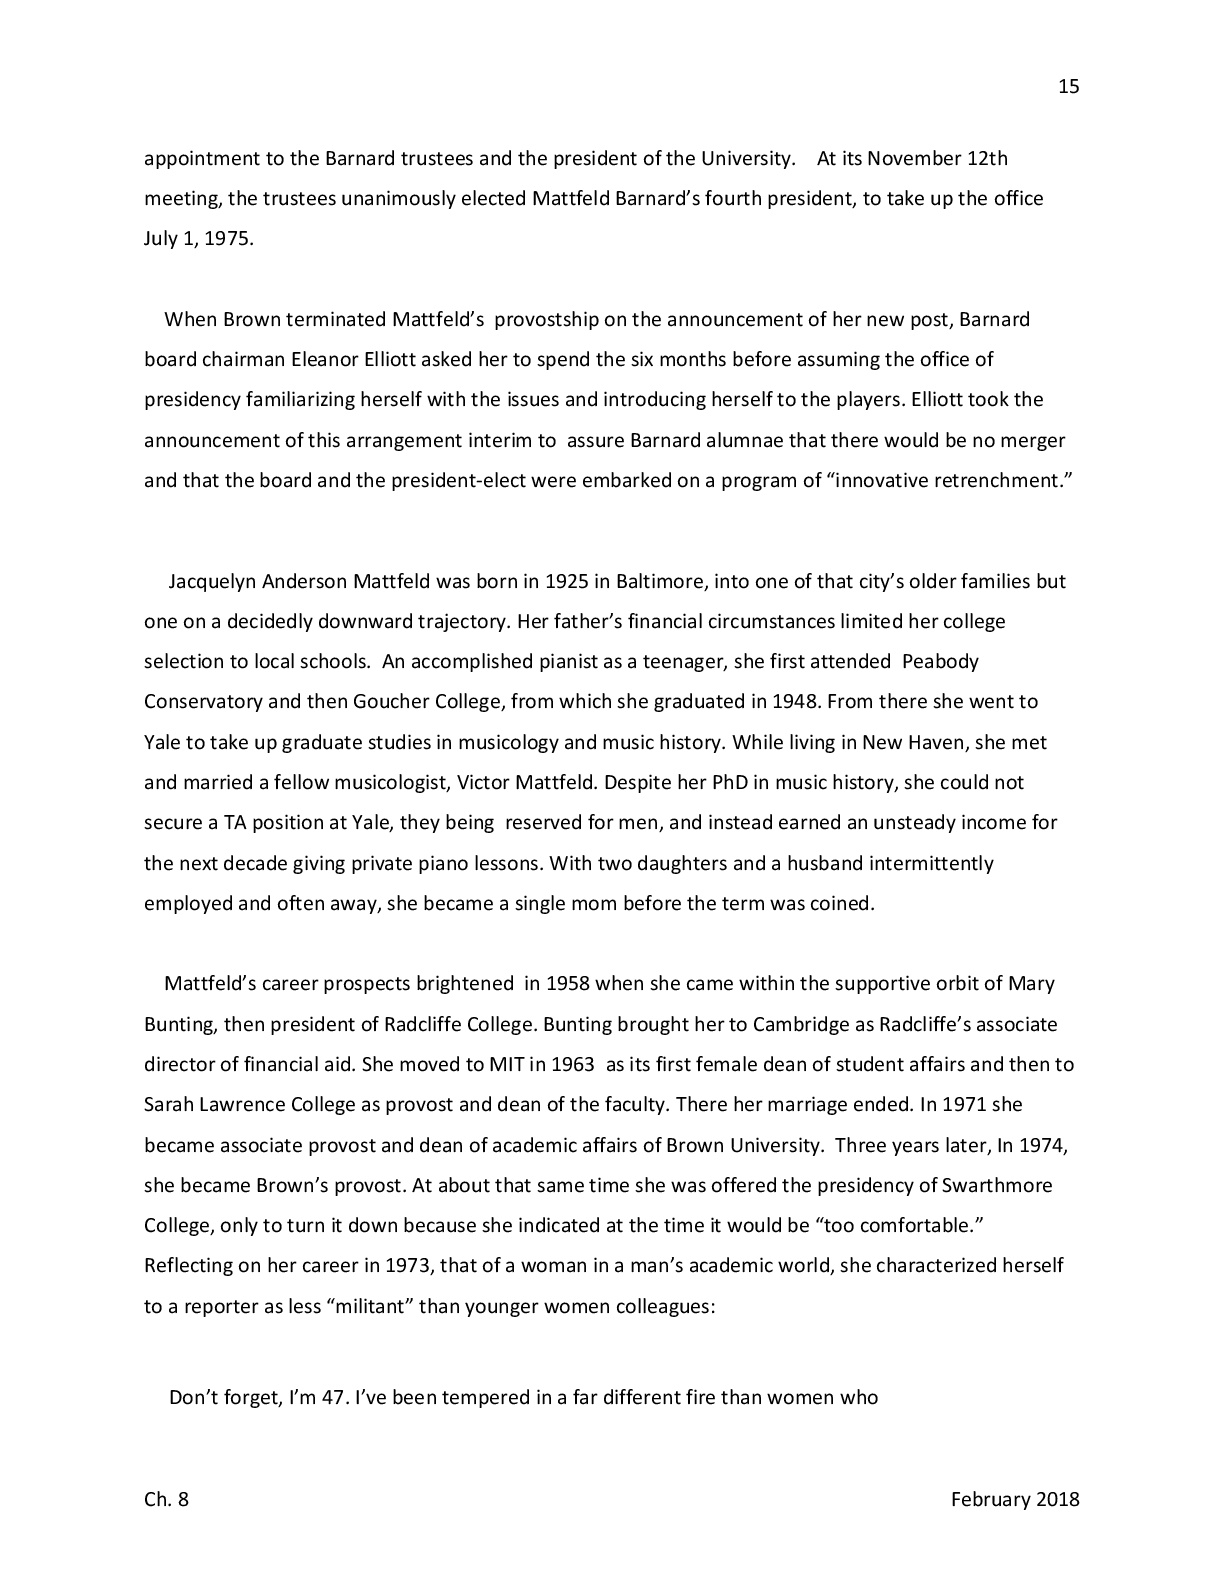 15
appointment to the Barnard trustees and the president of the University.    At its November 12th
meeting, the trustees unanimously elected Mattfeld Barnard’s fourth president, to take up the office
July 1, 1975.
When Brown terminated Mattfeld’s  provostship on the announcement of her new post, Barnard
board chairman Eleanor Elliott asked her to spend the six months before assuming the office of
presidency familiarizing herself with the issues and introducing herself to the players. Elliott took the
announcement of this arrangement interim to  assure Barnard alumnae that there would be no merger
and that the board and the president-elect were embarked on a program of “innovative retrenchment.”
Jacquelyn Anderson Mattfeld was born in 1925 in Baltimore, into one of that city’s older families but
one on a decidedly downward trajectory. Her father’s financial circumstances limited her college
selection to local schools.  An accomplished pianist as a teenager, she first attended  Peabody
Conservatory and then Goucher College, from which she graduated in 1948. From there she went to
Yale to take up graduate studies in musicology and music history. While living in New Haven, she met
and married a fellow musicologist, Victor Mattfeld. Despite her PhD in music history, she could not
secure a TA position at Yale, they being  reserved for men, and instead earned an unsteady income for
the next decade giving private piano lessons. With two daughters and a husband intermittently
employed and often away, she became a single mom before the term was coined.
Mattfeld’s career prospects brightened  in 1958 when she came within the supportive orbit of Mary
Bunting, then president of Radcliffe College. Bunting brought her to Cambridge as Radcliffe’s associate
director of financial aid. She moved to MIT in 1963  as its first female dean of student affairs and then to
Sarah Lawrence College as provost and dean of the faculty. There her marriage ended. In 1971 she
became associate provost and dean of academic affairs of Brown University.  Three years later, In 1974,
she became Brown’s provost. At about that same time she was offered the presidency of Swarthmore
College, only to turn it down because she indicated at the time it would be “too comfortable.”
Reflecting on her career in 1973, that of a woman in a man’s academic world, she characterized herself
to a reporter as less “militant” than younger women colleagues:
Don’t forget, I’m 47. I’ve been tempered in a far different fire than women who
Ch. 8
February 2018